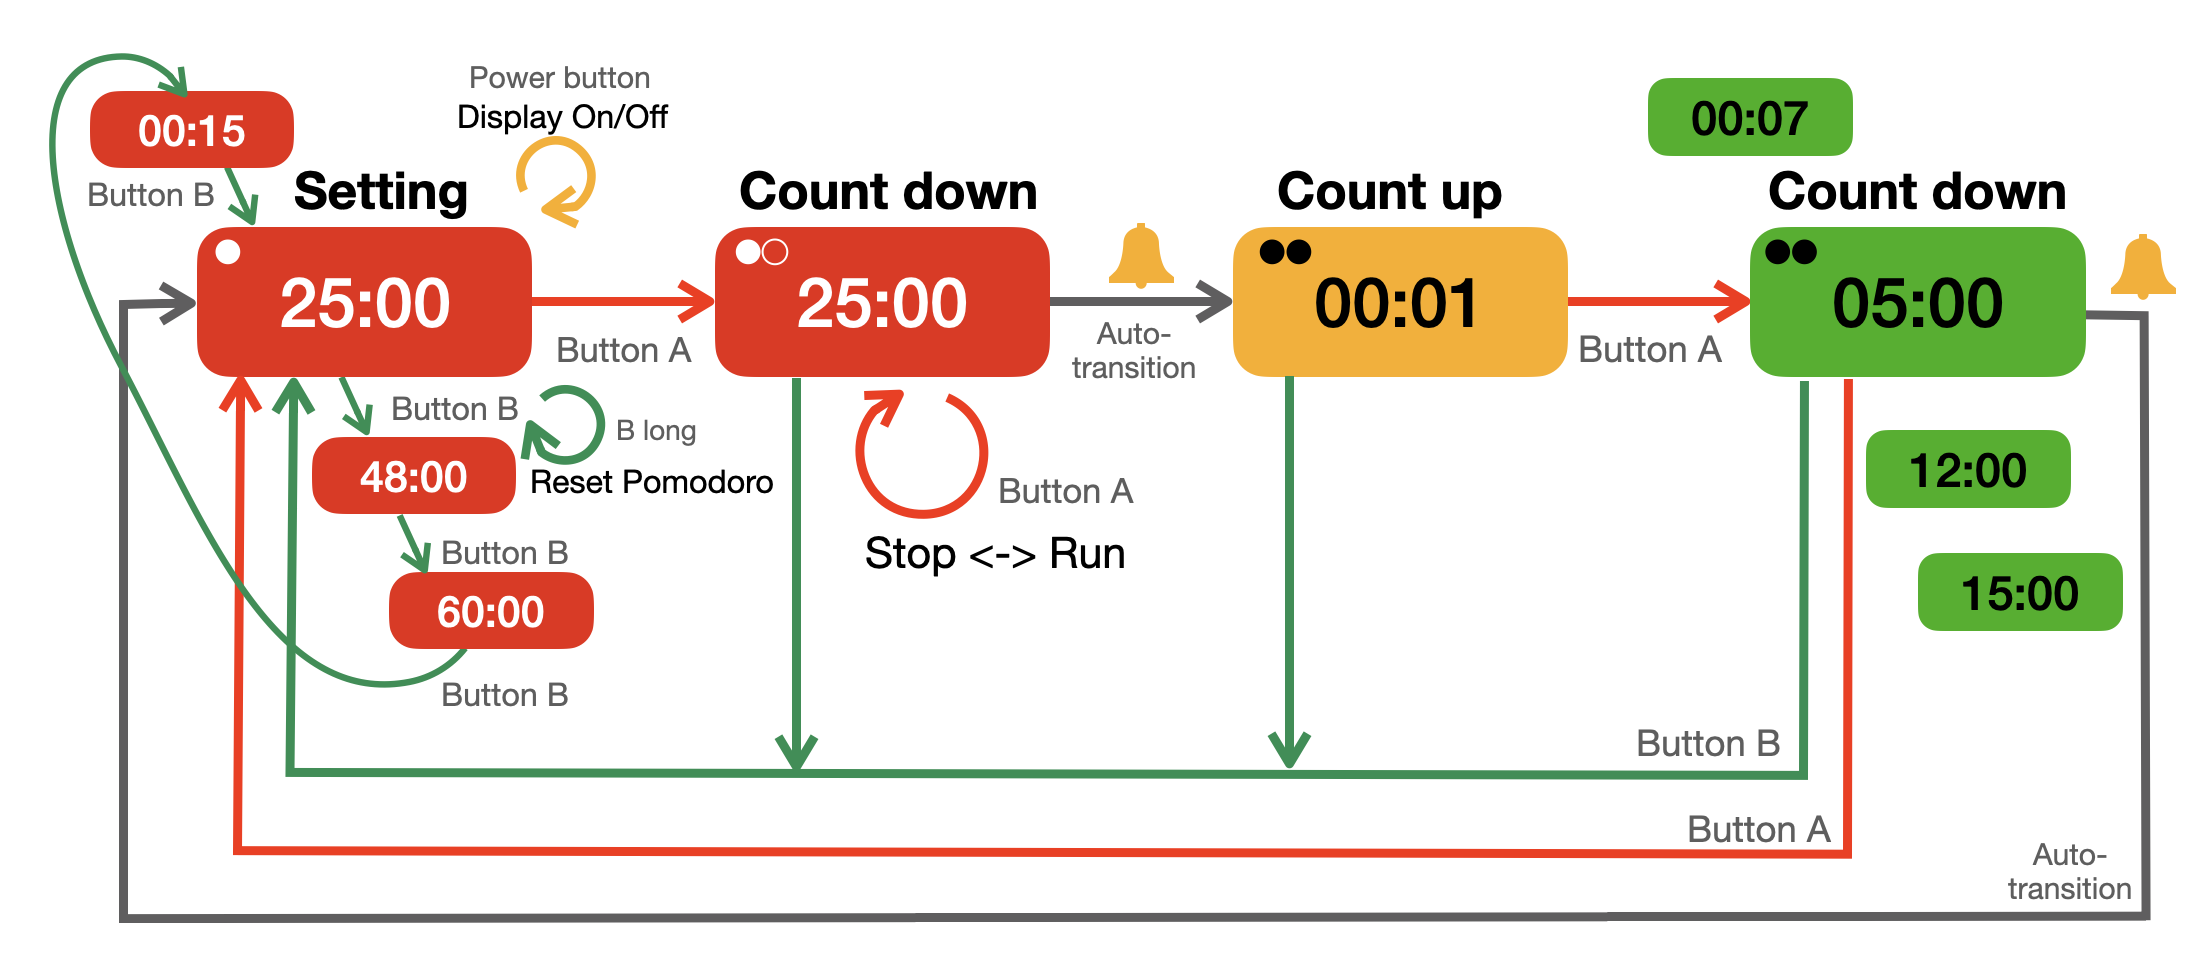 Power button
Display On/Off
00:15
00:07
Button B
Setting
Count down
Count up
Count down
25:00
25:00
00:01
05:00
Button A
Auto-
transition
Button A
Button B
B long
Reset Pomodoro
48:00
Button A
Stop <-> Run
12:00
Button B
60:00
15:00
Button B
Button B
Button A
Auto-
transition